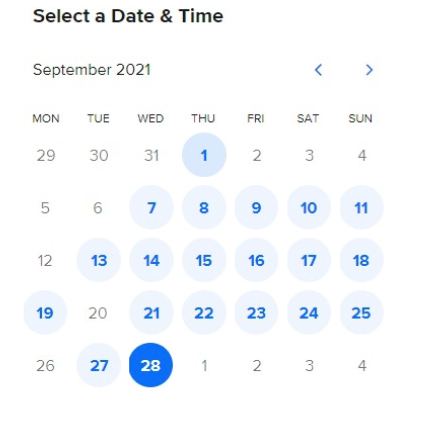 Select a Date & Time
September 2021
MON TUE WED THU FRI SAT SUN
29 30 31 1 2 3 4
5 6 7 8 9 10 11
12 13 14 15 16 17 18
19 20 21 22 23 24 25
26 27 28 1 2 3 4